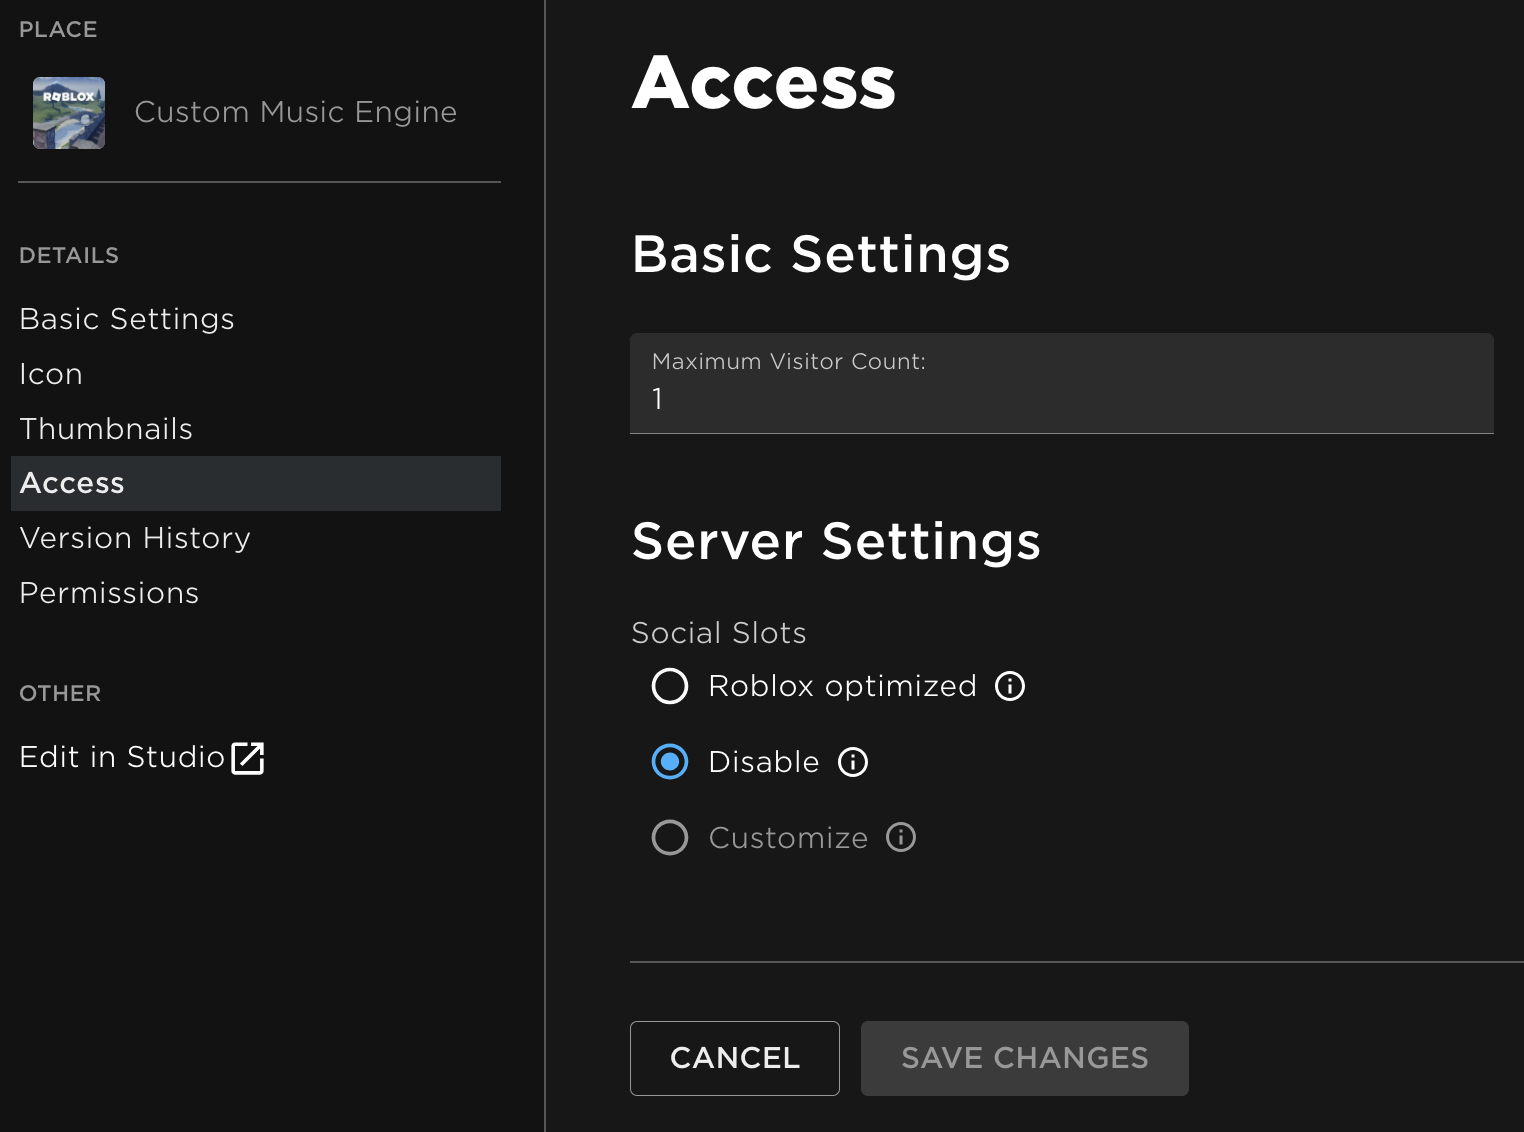 PLACE
ROBLOX
Custom Music Engine
DETAILS
Basic Settings
Icon
Thumbnails
Access
Version History
Permissions
OTHER
Edit in Studio
Access
Basic Settings
Maximum Visitor Count:
1
Server Settings
Social Slots
Roblox optimized
Disable
Customize
CANCEL
SAVE CHANGES